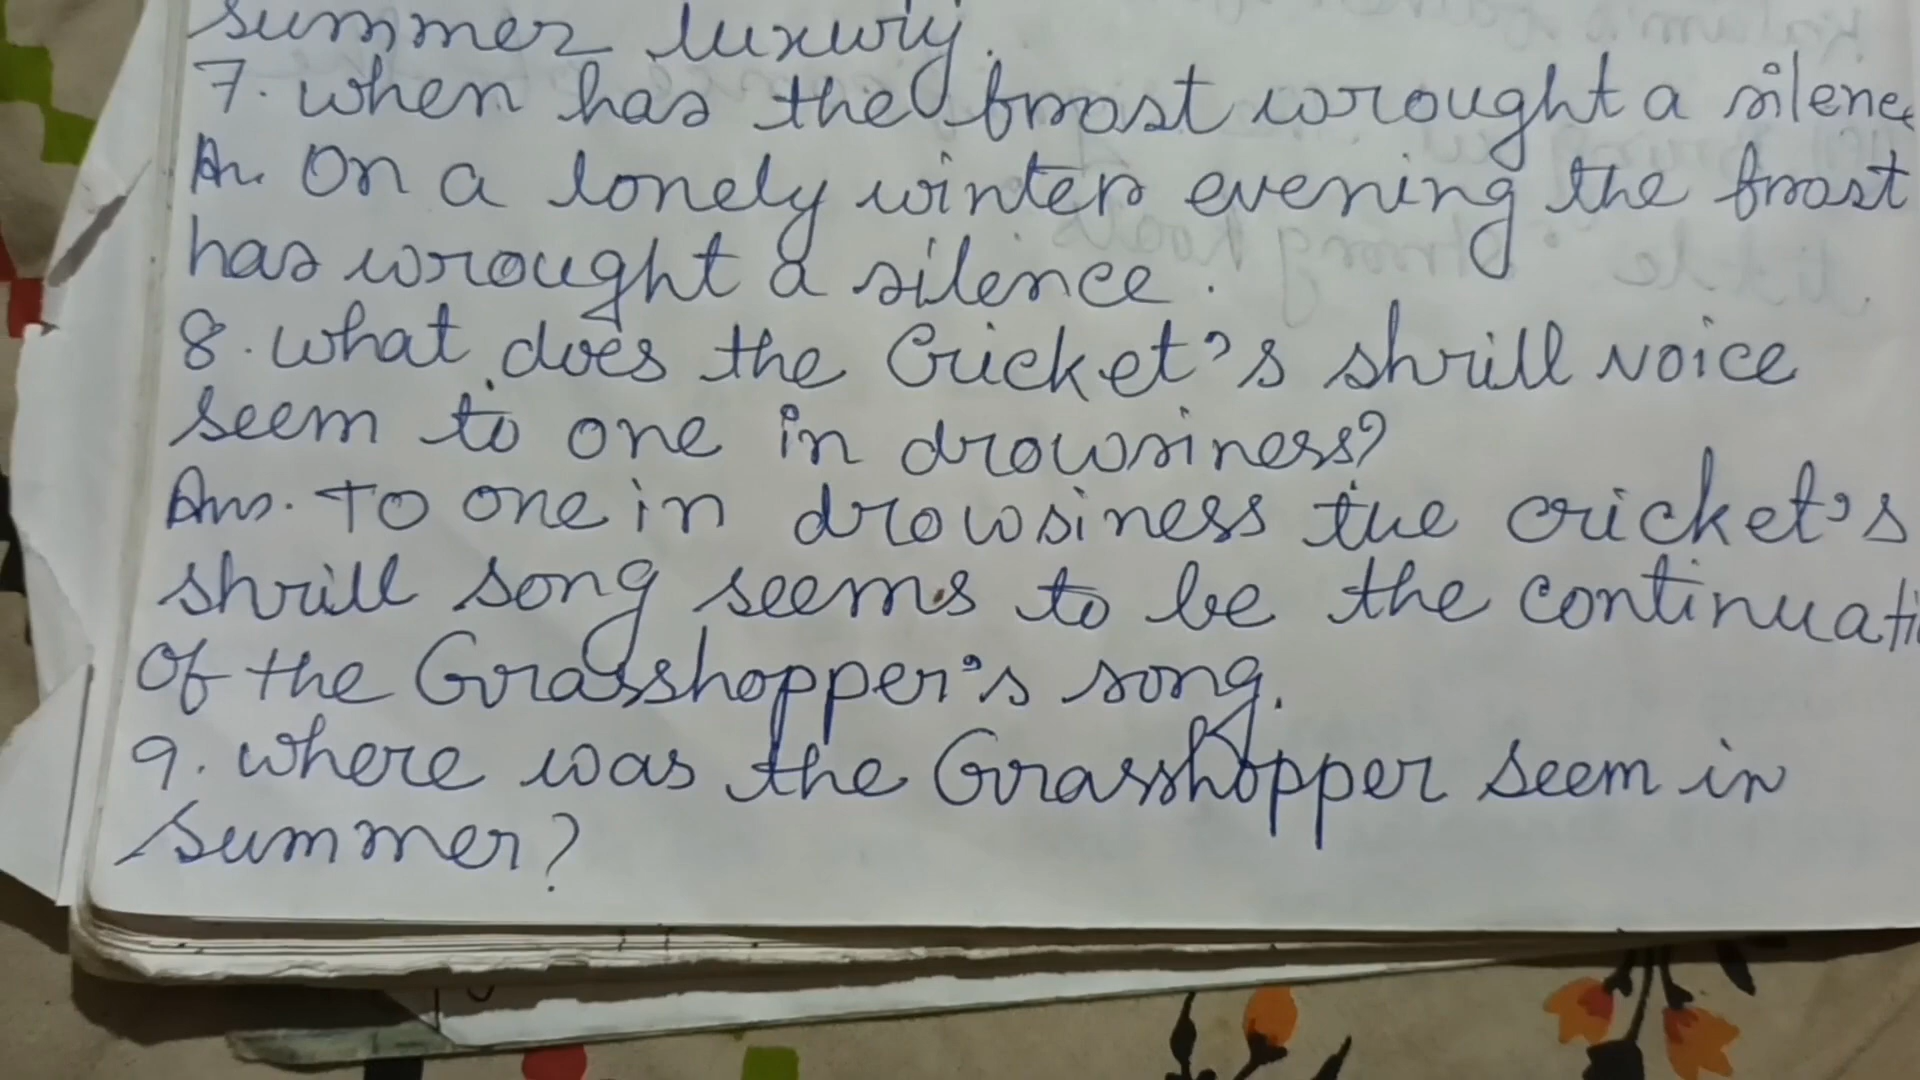 summer luxury.
7. when has the frost wrought a silence
An. On a lonely winter evening the frost
has wrought a silence.
8. what does the Cricket's shrill voice
seem to one in drowsiness?
Ans. To one in drowsiness the cricket's
shrill song seems to be the continuati
Of the Grasshopper's song.
9. where was the Grasshopper seem in
summer?